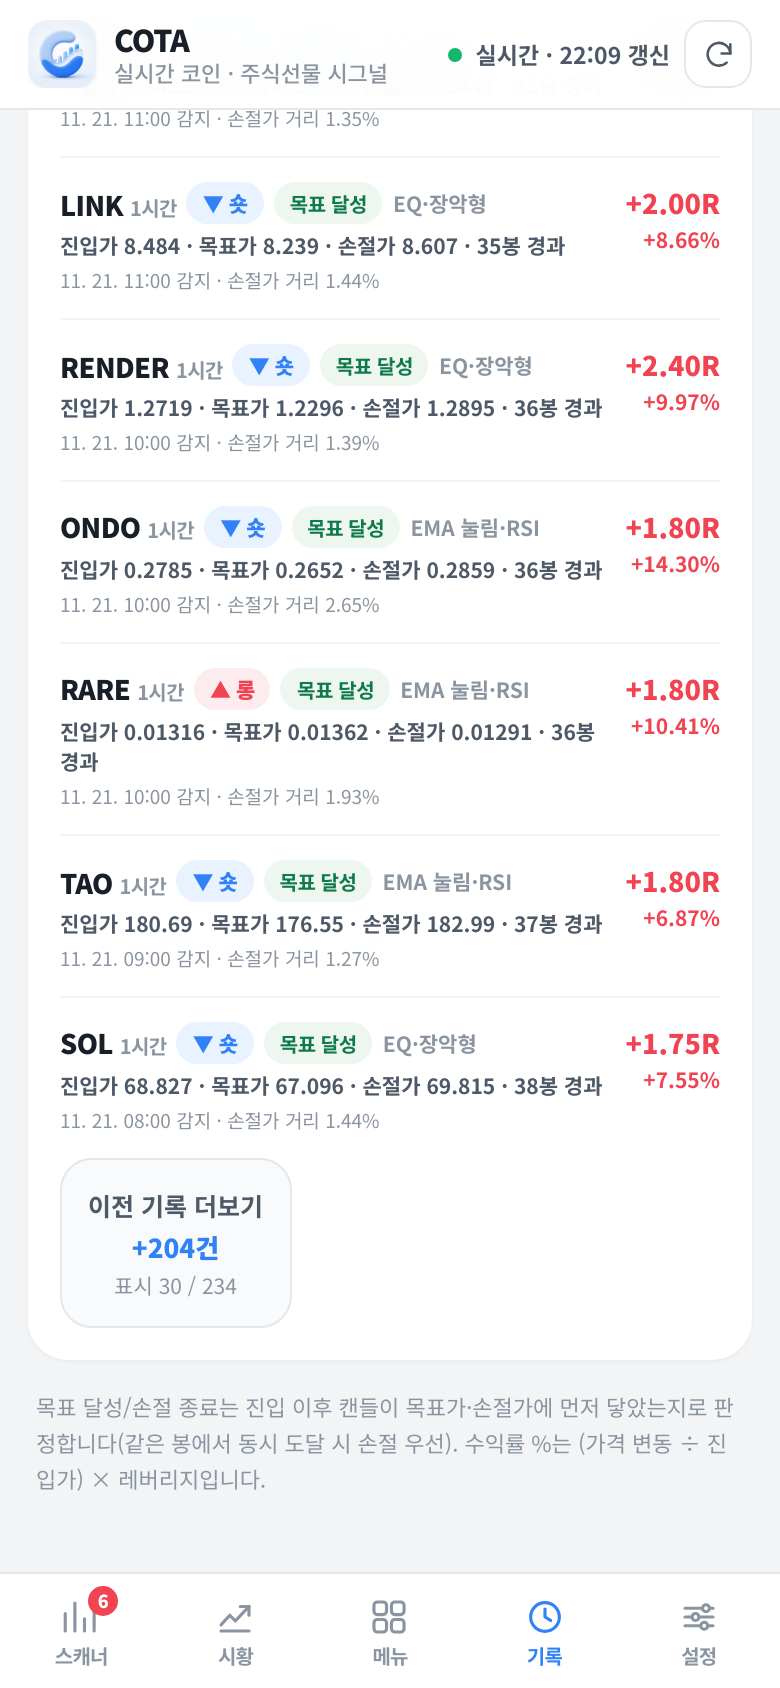 COTA
실시간 코인 · 주식선물 시그널
실시간 · 22:09 갱신
11. 21. 11:00 감지 · 손절가 거리 1.35%
LINK 1시간 ▼ 숏 목표 달성 EQ·장악형 +2.00R
진입가 8.484 · 목표가 8.239 · 손절가 8.607 · 35봉 경과 +8.66%
11. 21. 11:00 감지 · 손절가 거리 1.44%
RENDER 1시간 ▼ 숏 목표 달성 EQ·장악형 +2.40R
진입가 1.2719 · 목표가 1.2296 · 손절가 1.2895 · 36봉 경과 +9.97%
11. 21. 10:00 감지 · 손절가 거리 1.39%
ONDO 1시간 ▼ 숏 목표 달성 EMA 눌림·RSI +1.80R
진입가 0.2785 · 목표가 0.2652 · 손절가 0.2859 · 36봉 경과 +14.30%
11. 21. 10:00 감지 · 손절가 거리 2.65%
RARE 1시간 ▲ 롱 목표 달성 EMA 눌림·RSI +1.80R
진입가 0.01316 · 목표가 0.01362 · 손절가 0.01291 · 36봉 +10.41%
경과
11. 21. 10:00 감지 · 손절가 거리 1.93%
TAO 1시간 ▼ 숏 목표 달성 EMA 눌림·RSI +1.80R
진입가 180.69 · 목표가 176.55 · 손절가 182.99 · 37봉 경과 +6.87%
11. 21. 09:00 감지 · 손절가 거리 1.27%
SOL 1시간 ▼ 숏 목표 달성 EQ·장악형 +1.75R
진입가 68.827 · 목표가 67.096 · 손절가 69.815 · 38봉 경과 +7.55%
11. 21. 08:00 감지 · 손절가 거리 1.44%
이전 기록 더보기
+204건
표시 30 / 234
목표 달성/손절 종료는 진입 이후 캔들이 목표가·손절가에 먼저 닿았는지로 판
정합니다(같은 봉에서 동시 도달 시 손절 우선). 수익률 %는 (가격 변동 ÷ 진
입가) × 레버리지입니다.
6
스캐너 시황 메뉴 기록 설정